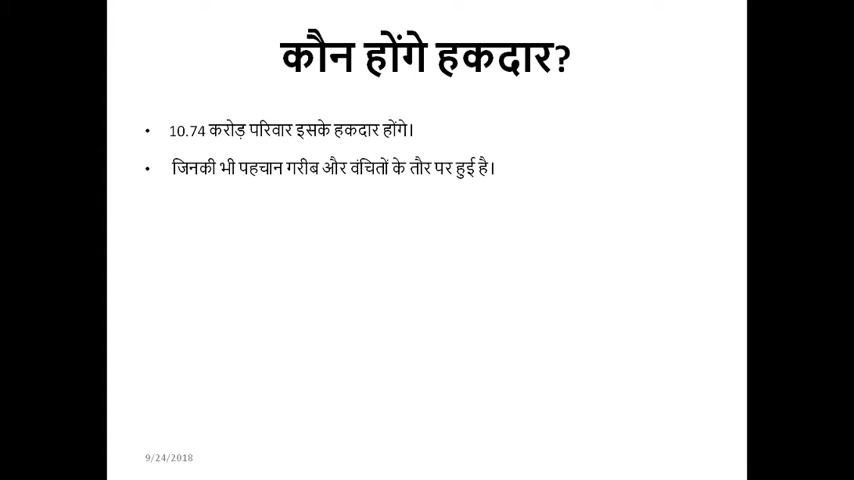 कौन होंगे हकदार?
• 10.74 करोड़ परिवार इसके हकदार होंगे।
• जिनकी भी पहचान गरीब और वंचितों के तौर पर हुई है।
9/24/2018